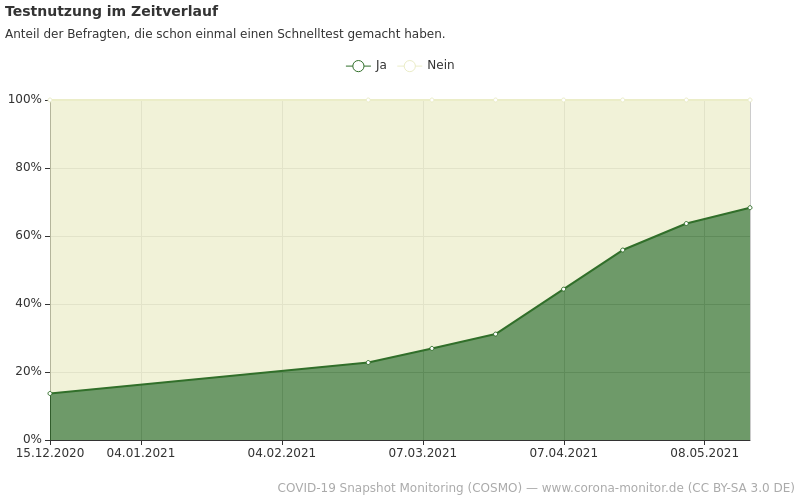 Testnutzung im Zeitverlauf
Anteil der Befragten, die schon einmal einen Schnelltest gemacht haben.
Ja Nein
100%
80%
60%
40%
20%
0%
15.12.2020 04.01.2021 04.02.2021 07.03.2021 07.04.2021 08.05.2021
COVID-19 Snapshot Monitoring (COSMO) — www.corona-monitor.de (CC BY-SA 3.0 DE)